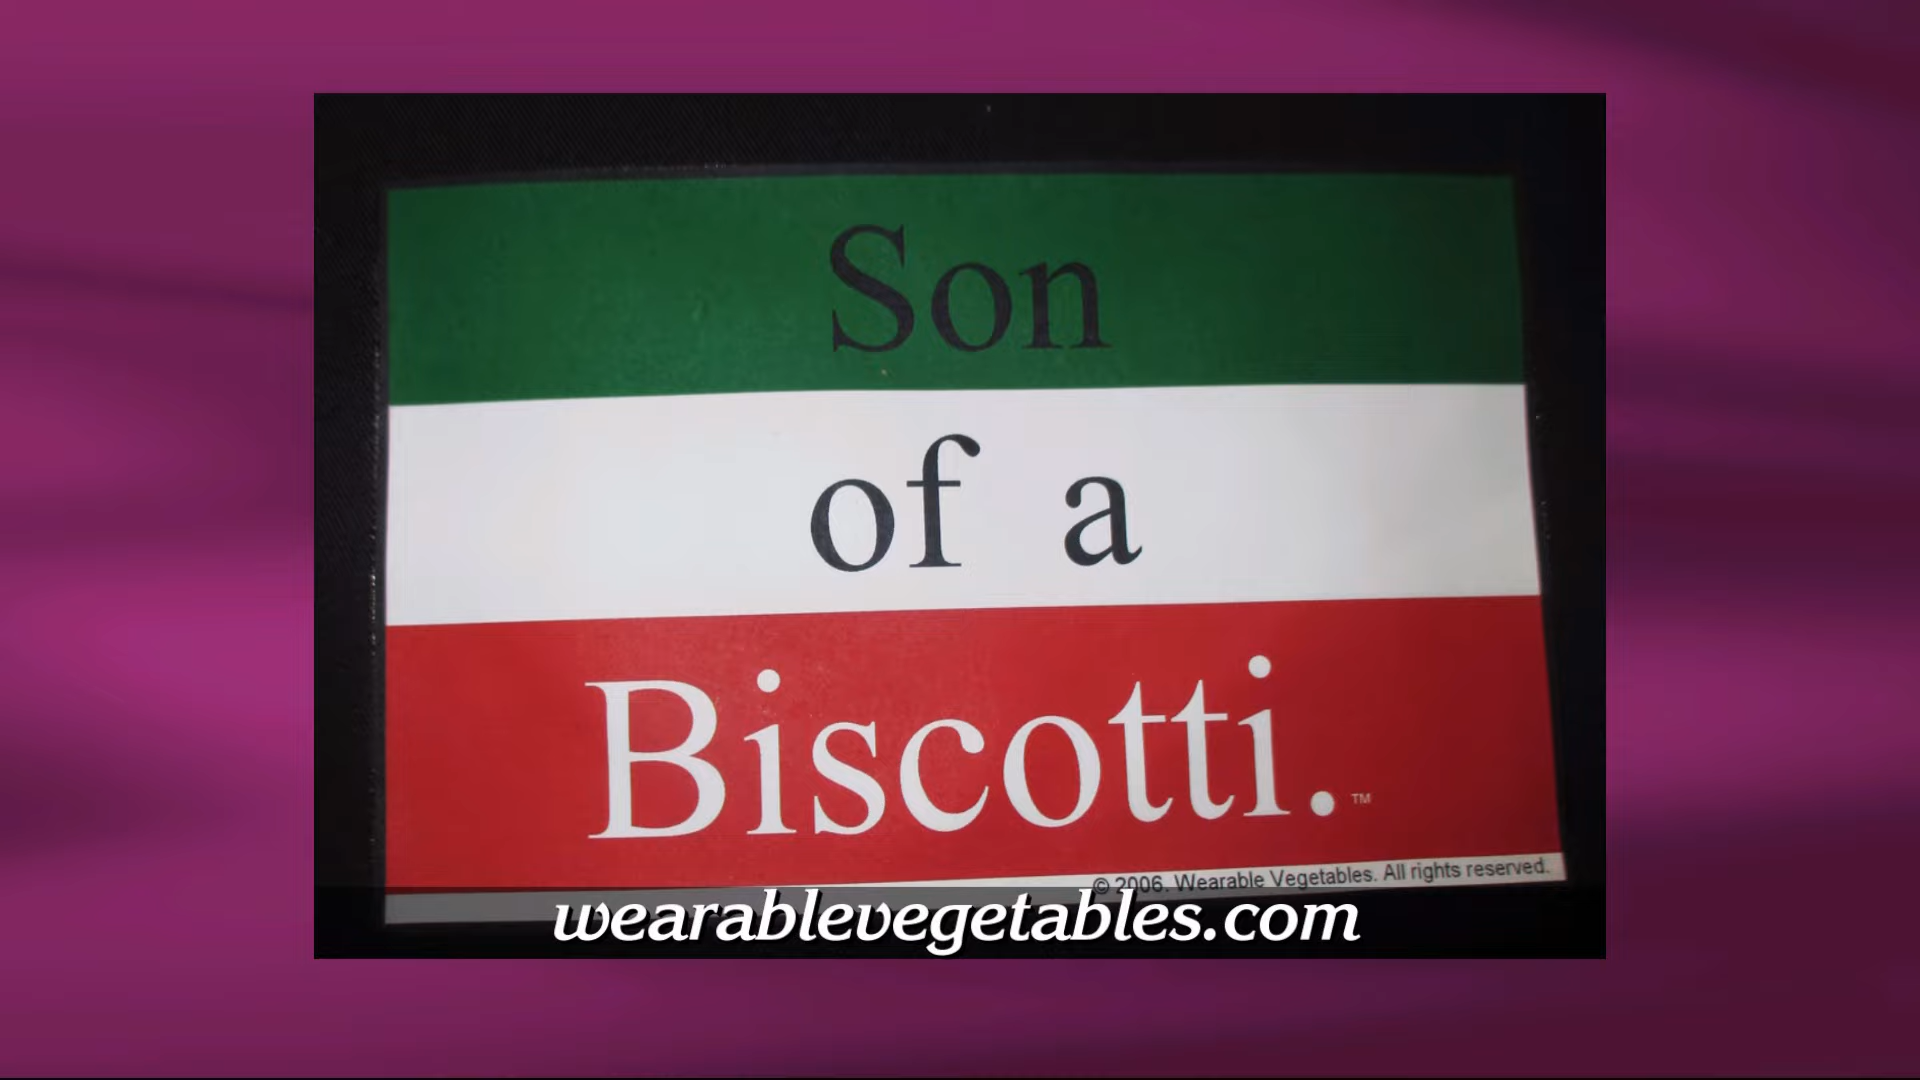 Son
of a
Biscotti.™
© 2006. Wearable Vegetables. All rights reserved.
wearablevegetables.com